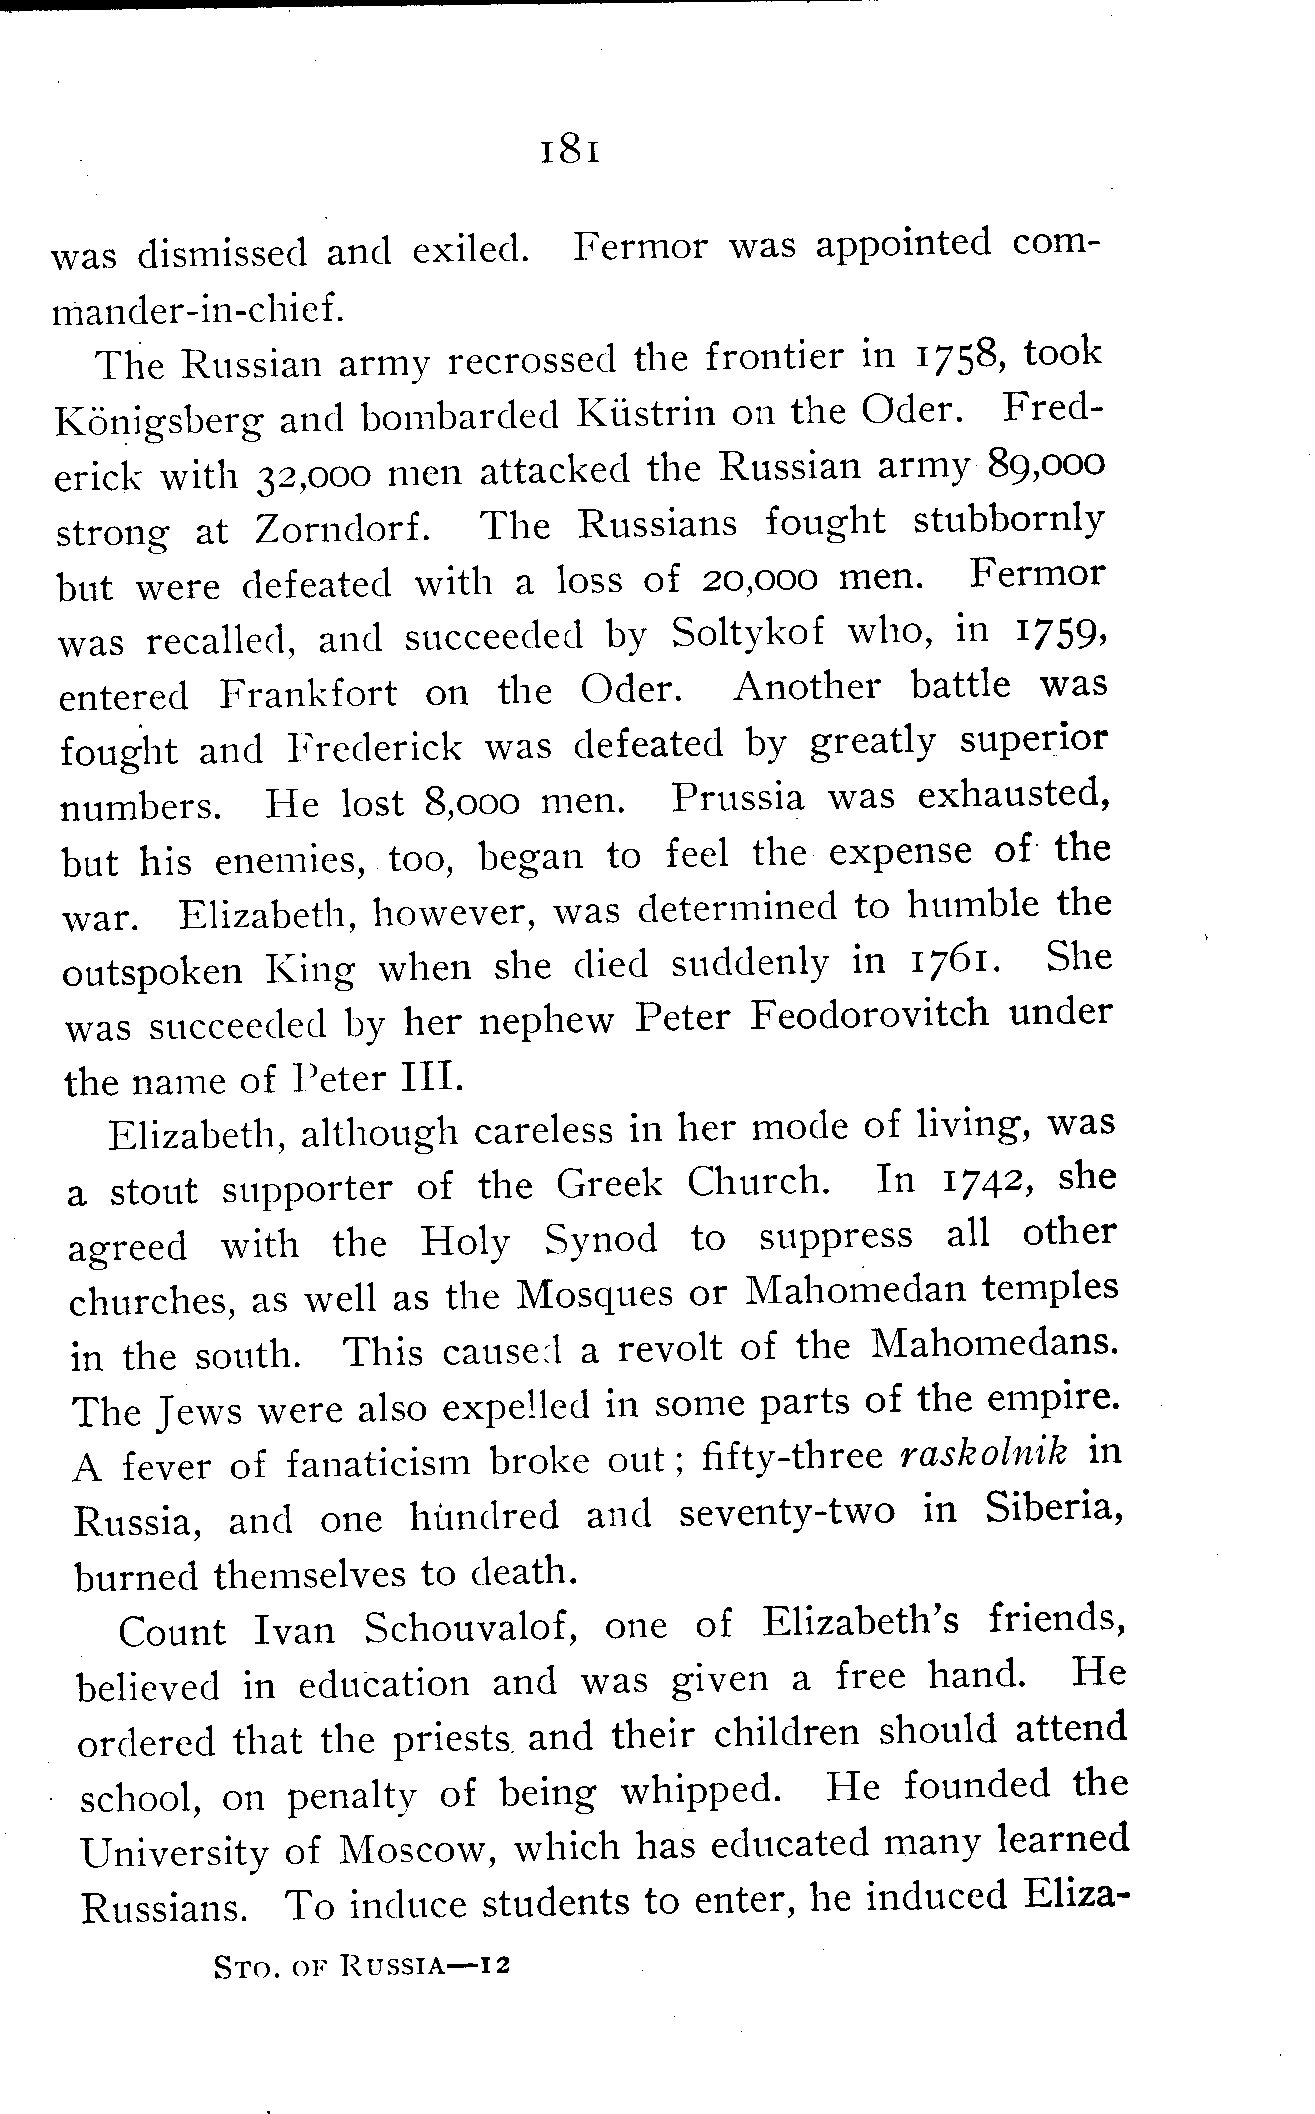 181
was dismissed and exiled. Fermor was appointed com-
mander-in-chief.
The Russian army recrossed the frontier in 1758, took
Königsberg and bombarded Küstrin on the Oder. Fred-
erick with 32,000 men attacked the Russian army 89,000
strong at Zorndorf. The Russians fought stubbornly
but were defeated with a loss of 20,000 men. Fermor
was recalled, and succeeded by Soltykof who, in 1759,
entered Frankfort on the Oder. Another battle was
fought and Frederick was defeated by greatly superior
numbers. He lost 8,000 men. Prussia was exhausted,
but his enemies, too, began to feel the expense of the
war. Elizabeth, however, was determined to humble the
outspoken King when she died suddenly in 1761. She
was succeeded by her nephew Peter Feodorovitch under
the name of Peter III.
Elizabeth, although careless in her mode of living, was
a stout supporter of the Greek Church. In 1742, she
agreed with the Holy Synod to suppress all other
churches, as well as the Mosques or Mahomedan temples
in the south. This caused a revolt of the Mahomedans.
The Jews were also expelled in some parts of the empire.
A fever of fanaticism broke out; fifty-three raskolnik in
Russia, and one hundred and seventy-two in Siberia,
burned themselves to death.
Count Ivan Schouvalof, one of Elizabeth's friends,
believed in education and was given a free hand. He
ordered that the priests and their children should attend
school, on penalty of being whipped. He founded the
University of Moscow, which has educated many learned
Russians. To induce students to enter, he induced Eliza-
STO. OF RUSSIA—12